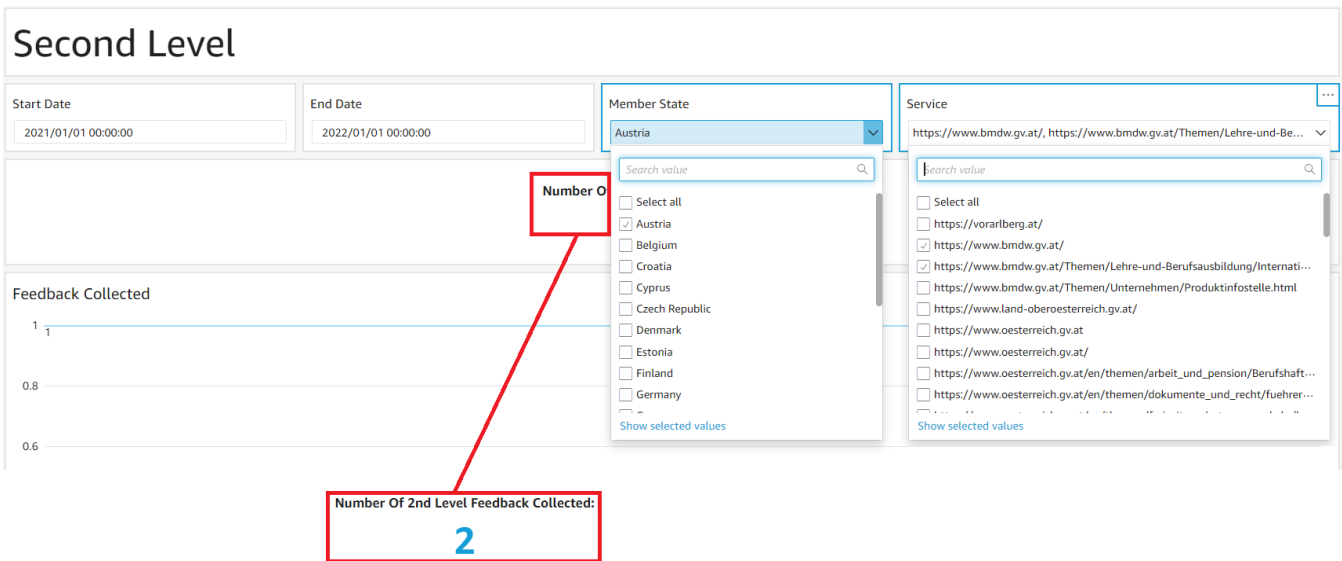 Second Level
Start Date
2021/01/01 00:00:00
End Date
2022/01/01 00:00:00
Member State
Austria
Service
https://www.bmdw.gv.at/, https://www.bmdw.gv.at/Themen/Lehre-und-Be...
Number O
Search value
Select all
Austria
Belgium
Croatia
Cyprus
Czech Republic
Denmark
Estonia
Finland
Germany
Show selected values
Search value
Select all
https://vorarlberg.at/
https://www.bmdw.gv.at/
https://www.bmdw.gv.at/Themen/Lehre-und-Berufsausbildung/Internati...
https://www.bmdw.gv.at/Themen/Unternehmen/Produktinfostelle.html
https://www.land-oberoesterreich.gv.at/
https://www.oesterreich.gv.at
https://www.oesterreich.gv.at/
https://www.oesterreich.gv.at/en/themen/arbeit_und_pension/Berufshaft...
https://www.oesterreich.gv.at/en/themen/dokumente_und_recht/fuehrer...
Show selected values
Feedback Collected
1
1
0.8
0.6
Number Of 2nd Level Feedback Collected:
2